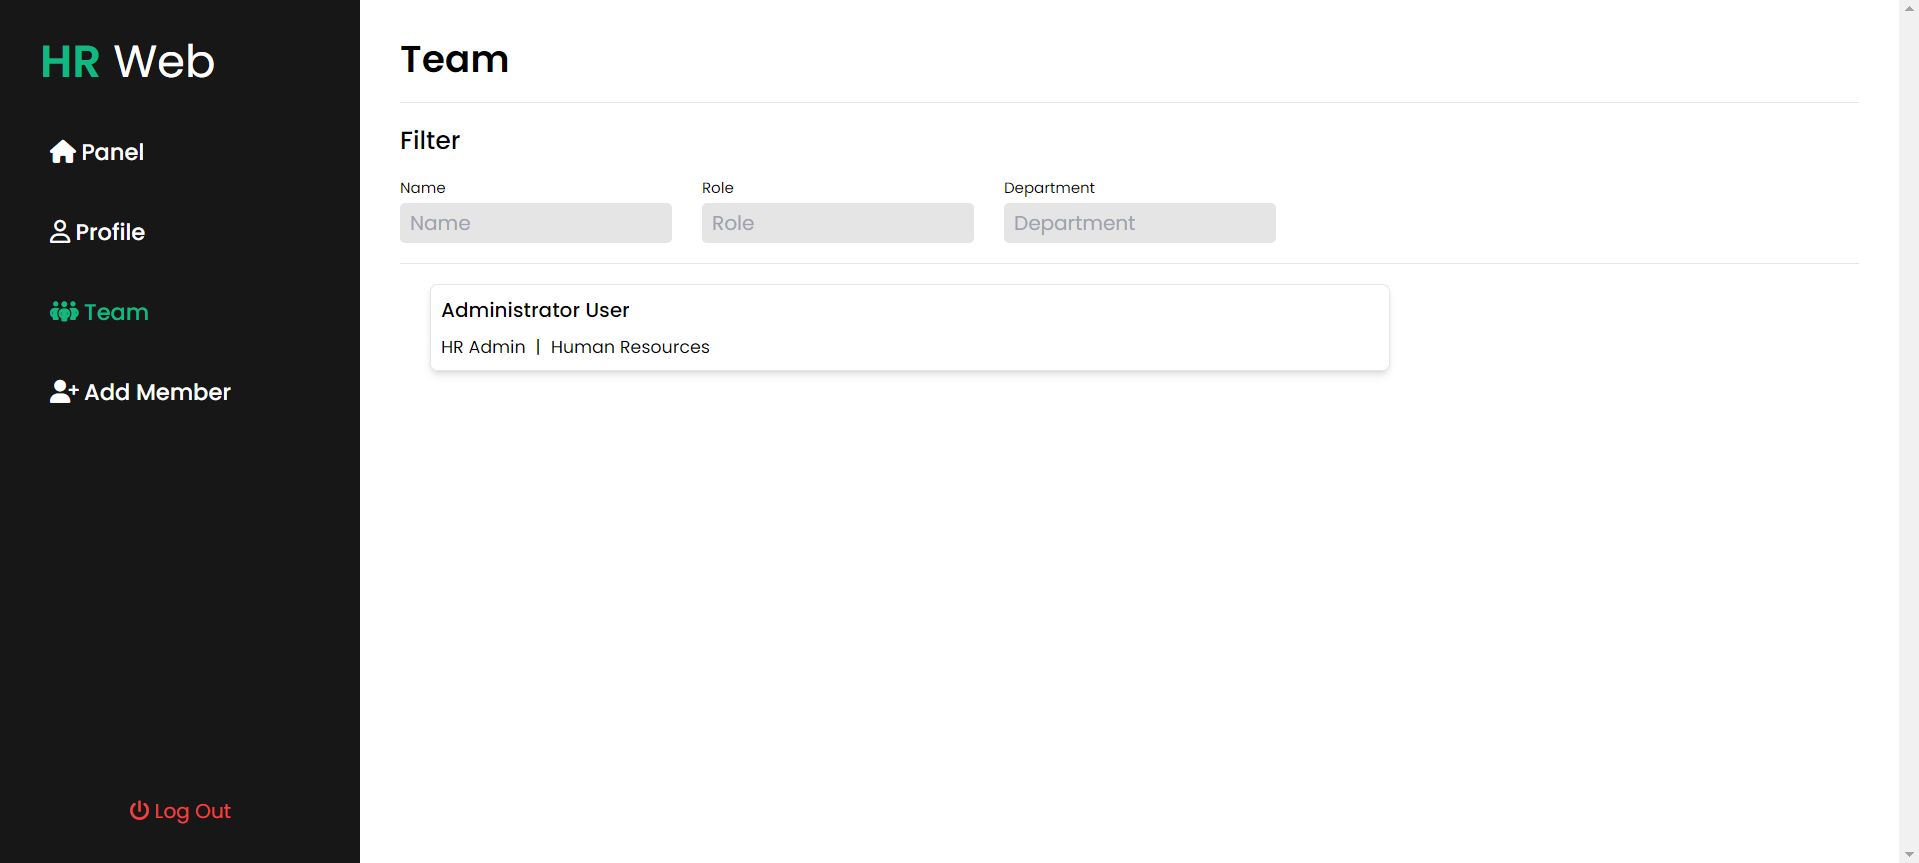 HR Web
Panel
Profile
Team
Add Member
Log Out
Team
Filter
Name
Role
Department
Name
Role
Department
Administrator User
HR Admin | Human Resources